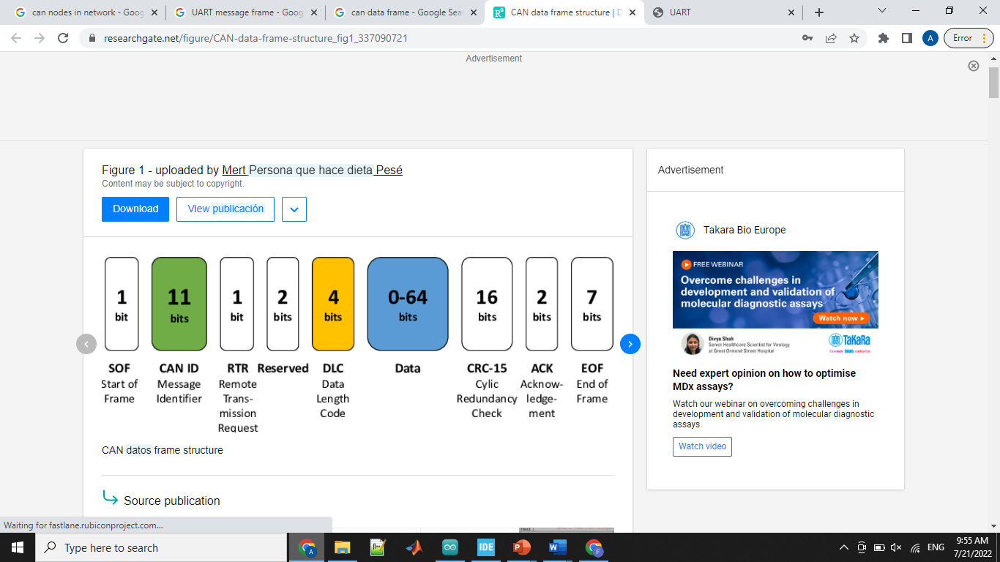 can nodes in network - Goog
UART message frame - Goog
can data frame - Google Sear
CAN data frame structure | D
UART
researchgate.net/figure/CAN-data-frame-structure_fig1_337090721
A
Error
Advertisement
Figure 1 - uploaded by Mert Persona que hace dieta Pesé
Content may be subject to copyright.
Download
View publicación
1 bit
11 bits
1 bit
2 bits
4 bits
0-64 bits
16 bits
2 bits
7 bits
SOF
Start of
Frame
CAN ID
Message
Identifier
RTR
Remote
Trans-
mission
Request
Reserved
DLC
Data
Length
Code
Data
CRC-15
Cylic
Redundancy
Check
ACK
Acknow-
ledge-
ment
EOF
End of
Frame
CAN datos frame structure
Source publication
Advertisement
Takara Bio Europe
FREE WEBINAR
Overcome challenges in
development and validation of
molecular diagnostic assays
Watch now
Divya Shah
Senior Healthcare Scientist for Virology
at Great Ormond Street Hospital
TaKaRa
Clontech takara cellartis
Need expert opinion on how to optimise
MDx assays?
Watch our webinar on overcoming challenges in
development and validation of molecular diagnostic
assays
Watch video
Waiting for fastlane.rubiconproject.com...
Type here to search
IDE
ENG
9:55 AM
7/21/2022